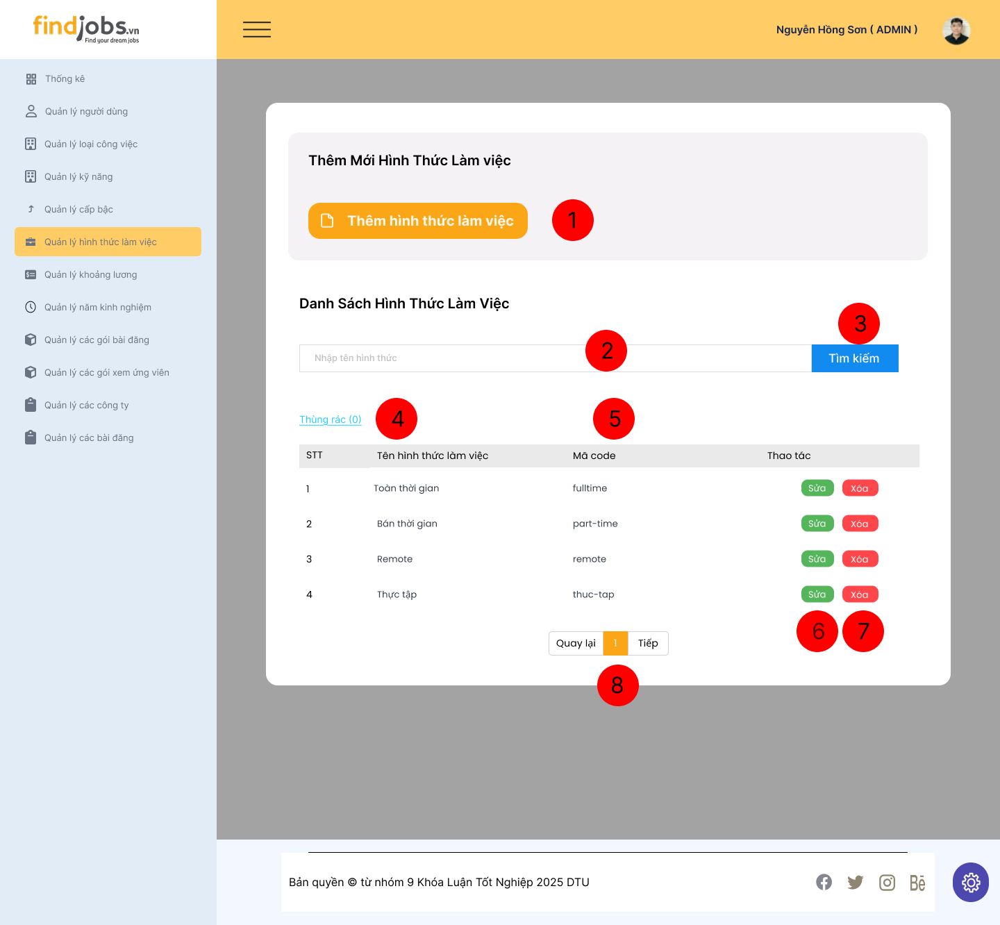 findjobs.vn
Find your dream jobs
Nguyễn Hồng Sơn ( ADMIN )
Thống kê
Quản lý người dùng
Quản lý loại công việc
Quản lý kỹ năng
Quản lý cấp bậc
Quản lý hình thức làm việc
Quản lý khoảng lương
Quản lý năm kinh nghiệm
Quản lý các gói bài đăng
Quản lý các gói xem ứng viên
Quản lý các công ty
Quản lý các bài đăng
Thêm Mới Hình Thức Làm việc
Thêm hình thức làm việc
1
Danh Sách Hình Thức Làm Việc
3
Nhập tên hình thức
2
Tìm kiếm
Thùng rác (0)
4
5
STT Tên hình thức làm việc Mã code Thao tác
1 Toàn thời gian fulltime Sửa Xóa
2 Bán thời gian part-time Sửa Xóa
3 Remote remote Sửa Xóa
4 Thực tập thuc-tap Sửa Xóa
6 7
Quay lại 1 Tiếp
8
Bản quyền © từ nhóm 9 Khóa Luận Tốt Nghiệp 2025 DTU